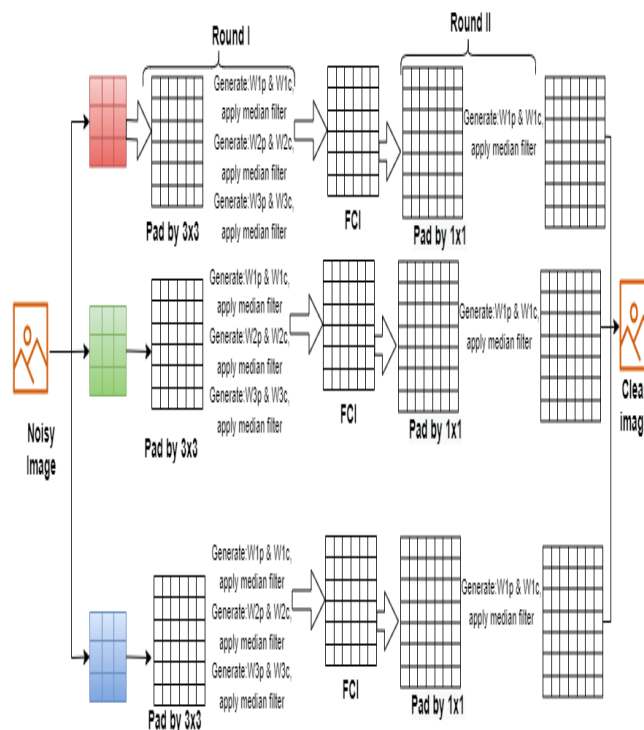 Round I
Round II
Generate:W1p & W1c,
apply median filter
Generate:W2p & W2c,
apply median filter
Generate:W3p & W3c,
apply median filter
Pad by 3x3
FCI
Generate:W1p & W1c,
apply median filter
Pad by 1x1
Generate:W1p & W1c,
apply median filter
Generate:W2p & W2c,
apply median filter
Generate:W3p & W3c,
apply median filter
Pad by 3x3
FCI
Generate:W1p & W1c,
apply median filter
Pad by 1x1
Noisy
Image
Clea
imag
Generate:W1p & W1c,
apply median filter
Generate:W2p & W2c,
apply median filter
Generate:W3p & W3c,
apply median filter
Pad by 3x3
FCI
Generate:W1p & W1c,
apply median filter
Pad by 1x1